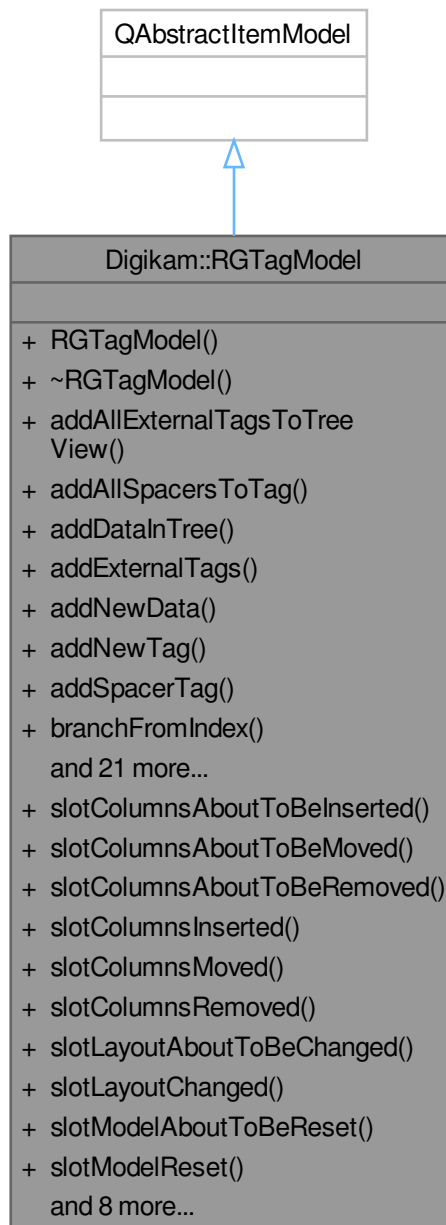 QAbstractItemModel
Digikam::RGTagModel
+ RGTagModel()
+ ~RGTagModel()
+ addAllExternalTagsToTree
View()
+ addAllSpacersToTag()
+ addDataInTree()
+ addExternalTags()
+ addNewData()
+ addNewTag()
+ addSpacerTag()
+ branchFromIndex()
and 21 more...
+ slotColumnsAboutToBeInserted()
+ slotColumnsAboutToBeMoved()
+ slotColumnsAboutToBeRemoved()
+ slotColumnsInserted()
+ slotColumnsMoved()
+ slotColumnsRemoved()
+ slotLayoutAboutToBeChanged()
+ slotLayoutChanged()
+ slotModelAboutToBeReset()
+ slotModelReset()
and 8 more...